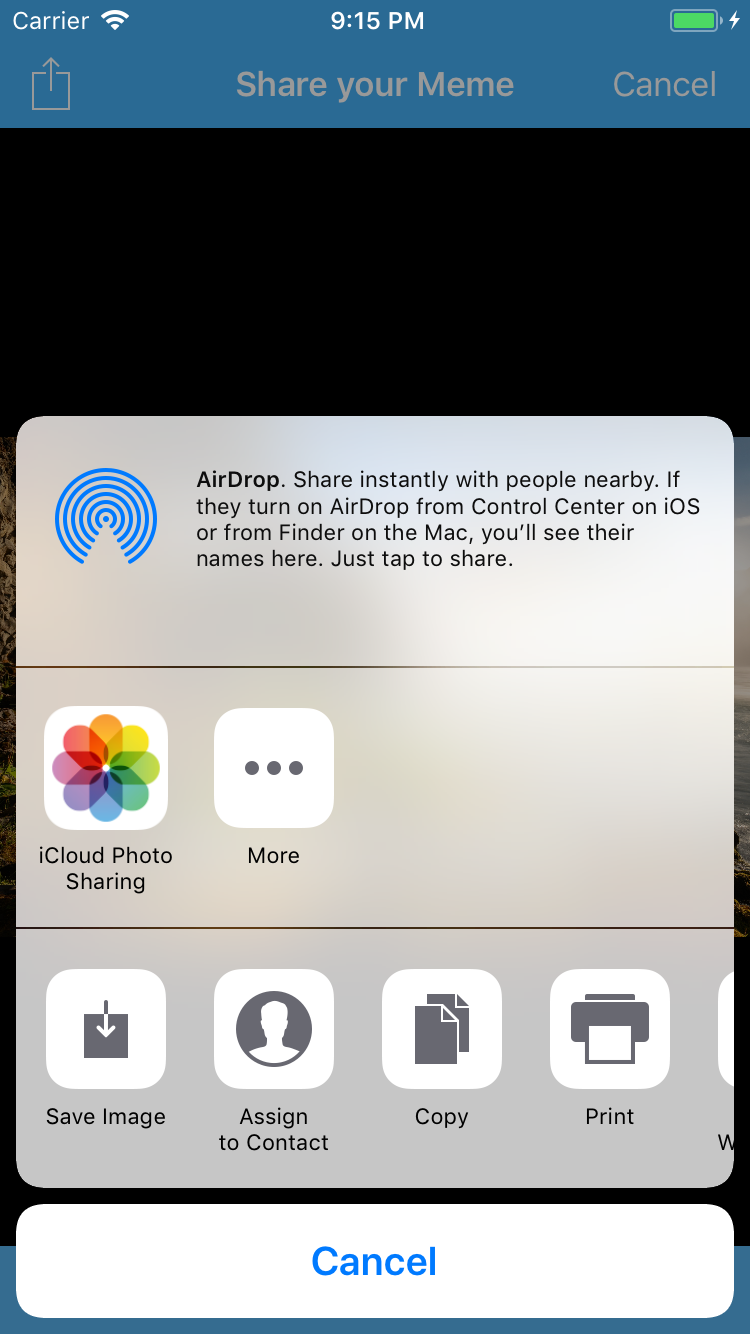 Carrier 9:15 PM
Share your Meme Cancel
AirDrop. Share instantly with people nearby. If
they turn on AirDrop from Control Center on iOS
or from Finder on the Mac, you’ll see their
names here. Just tap to share.
iCloud Photo
Sharing
More
Save Image
Assign
to Contact
Copy
Print
Cancel